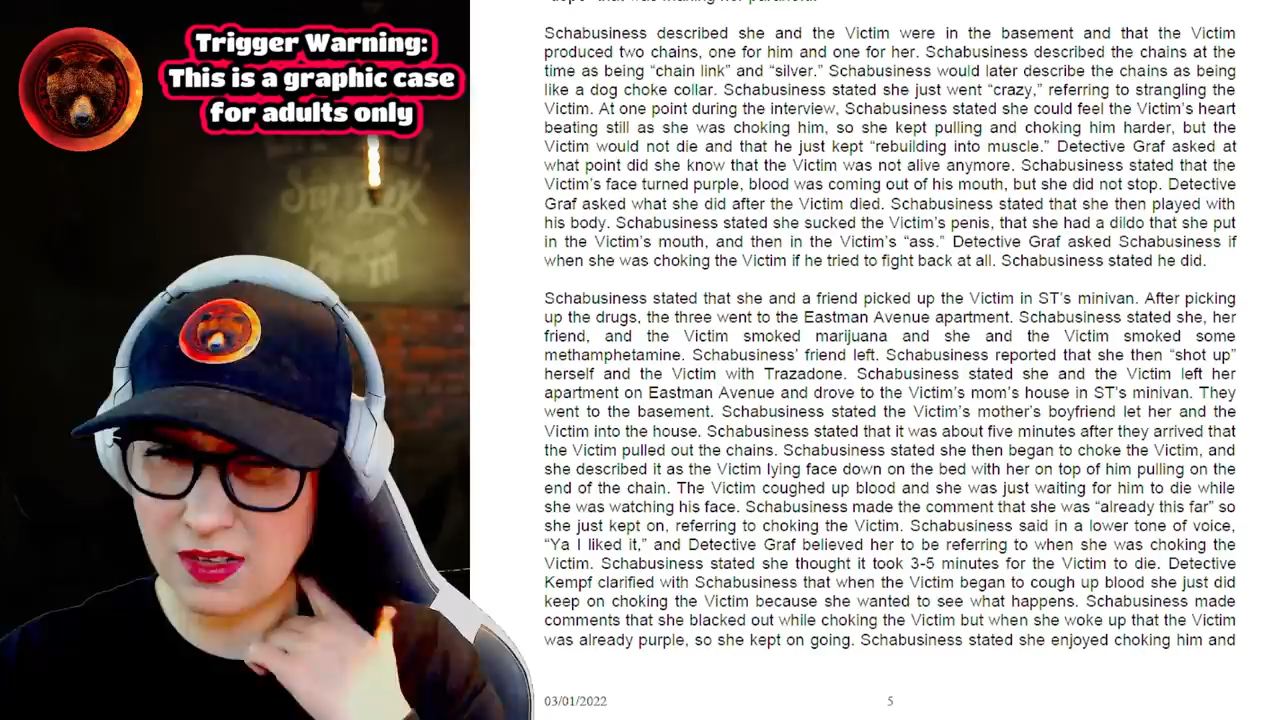 Trigger Warning:
This is a graphic case
for adults only
Schabusiness described she and the Victim were in the basement and that the Victim
produced two chains, one for him and one for her. Schabusiness described the chains at the
time as being “chain link” and “silver.” Schabusiness would later describe the chains as being
like a dog choke collar. Schabusiness stated she just went “crazy,” referring to strangling the
Victim. At one point during the interview, Schabusiness stated she could feel the Victim’s heart
beating still as she was choking him, so she kept pulling and choking him harder, but the
Victim would not die and that he just kept “rebuilding into muscle.” Detective Graf asked at
what point did she know that the Victim was not alive anymore. Schabusiness stated that the
Victim’s face turned purple, blood was coming out of his mouth, but she did not stop. Detective
Graf asked what she did after the Victim died. Schabusiness stated that she then played with
his body. Schabusiness stated she sucked the Victim’s penis, that she had a dildo that she put
in the Victim’s mouth, and then in the Victim’s “ass.” Detective Graf asked Schabusiness if
when she was choking the Victim if he tried to fight back at all. Schabusiness stated he did.
Schabusiness stated that she and a friend picked up the Victim in ST’s minivan. After picking
up the drugs, the three went to the Eastman Avenue apartment. Schabusiness stated she, her
friend, and the Victim smoked marijuana and she and the Victim smoked some
methamphetamine. Schabusiness’ friend left. Schabusiness reported that she then “shot up”
herself and the Victim with Trazadone. Schabusiness stated she and the Victim left her
apartment on Eastman Avenue and drove to the Victim’s mom’s house in ST’s minivan. They
went to the basement. Schabusiness stated the Victim’s mother’s boyfriend let her and the
Victim into the house. Schabusiness stated that it was about five minutes after they arrived that
the Victim pulled out the chains. Schabusiness stated she then began to choke the Victim, and
she described it as the Victim lying face down on the bed with her on top of him pulling on the
end of the chain. The Victim coughed up blood and she was just waiting for him to die while
she was watching his face. Schabusiness made the comment that she was “already this far” so
she just kept on, referring to choking the Victim. Schabusiness said in a lower tone of voice,
“Ya I liked it,” and Detective Graf believed her to be referring to when she was choking the
Victim. Schabusiness stated she thought it took 3-5 minutes for the Victim to die. Detective
Kempf clarified with Schabusiness that when the Victim began to cough up blood she just did
keep on choking the Victim because she wanted to see what happens. Schabusiness made
comments that she blacked out while choking the Victim but when she woke up that the Victim
was already purple, so she kept on going. Schabusiness stated she enjoyed choking him and
03/01/2022 5